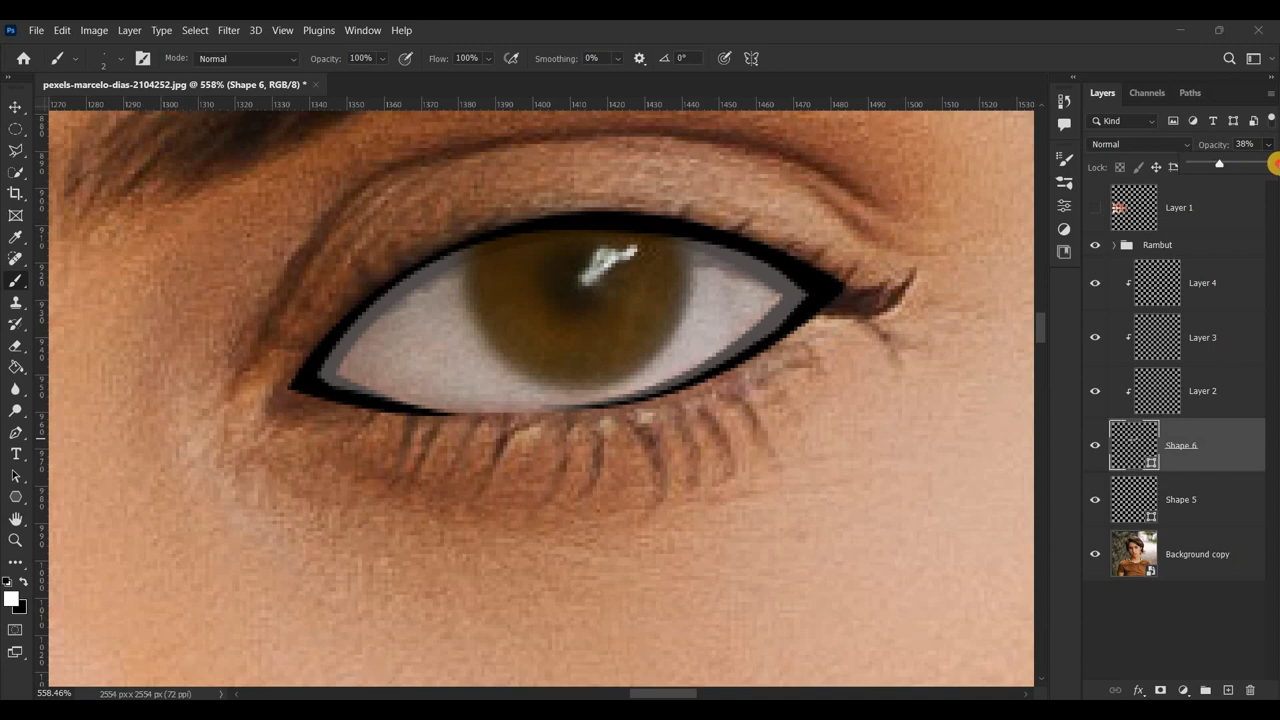 Ps File Edit Image Layer Type Select Filter 3D View Plugins Window Help
2 Mode: Normal Opacity: 100% Flow: 100% Smoothing: 0% 0°
pexels-marcelo-dias-2104252.jpg @ 558% (Shape 6, RGB/8) * ×
1270 1280 1290 1300 1310 1320 1330 1340 1350 1360 1370 1380 1390 1400 1410 1420 1430 1440 1450 1460 1470 1480 1490 1500 1510 1520 1530
Layers Channels Paths
Kind
Normal Opacity: 38%
Lock:
Layer 1
Rambut
Layer 4
Layer 3
Layer 2
Shape 6
Shape 5
Background copy
558.46% 2554 px x 2554 px (72 ppi)
fx